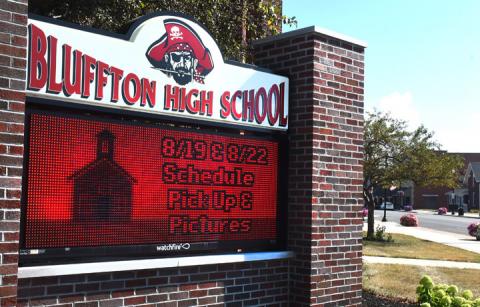 BLUFFTON HIGH SCHOOL
8/19 & 8/22
Schedule
Pick Up &
Pictures
watchfire